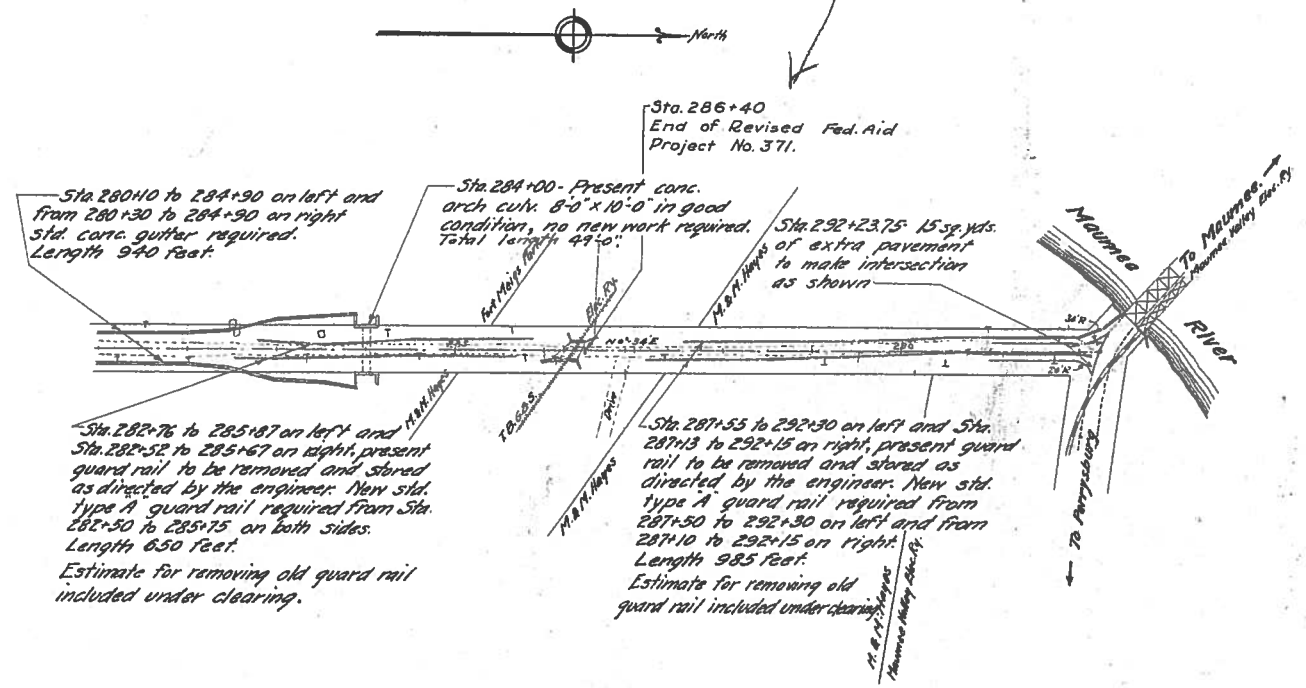 North
Sta. 286+40
End of Revised Fed. Aid
Project No. 371.
Sta. 280+10 to 284+90 on left and
from 280+30 to 284+90 on right
std. conc. gutter required.
Length 940 feet.
Sta. 284+00 - Present conc.
arch culv. 8'-0" x 10'-0" in good
condition, no new work required.
Total length 49'-0".
Sta. 292+23.75 15 sq. yds.
of extra pavement
to make intersection
as shown
Maumee
River
To Maumee.
Maumee Valley Elec. Ry.
Fort Meigs Park
Elec. Ry.
M. & M. Hayes
285
N 0°-54' E
290
36'R
20'R
M. & M. Hayes
T.B.G.&S.
Drive
M. & M. Hayes
To Perrysburg
Sta. 282+76 to 285+87 on left and
Sta. 282+52 to 285+67 on right, present
guard rail to be removed and stored
as directed by the engineer. New std.
type "A" guard rail required from Sta.
282+50 to 285+75 on both sides.
Length 650 feet.
Estimate for removing old guard rail
included under clearing.
Sta. 287+55 to 292+30 on left and Sta.
287+13 to 292+15 on right, present guard
rail to be removed and stored as
directed by the engineer. New std.
type "A" guard rail required from
287+50 to 292+30 on left and from
287+10 to 292+15 on right.
Length 985 feet.
Estimate for removing old
guard rail included under clearing
M. & M. Hayes
Maumee Valley Elec. Ry.